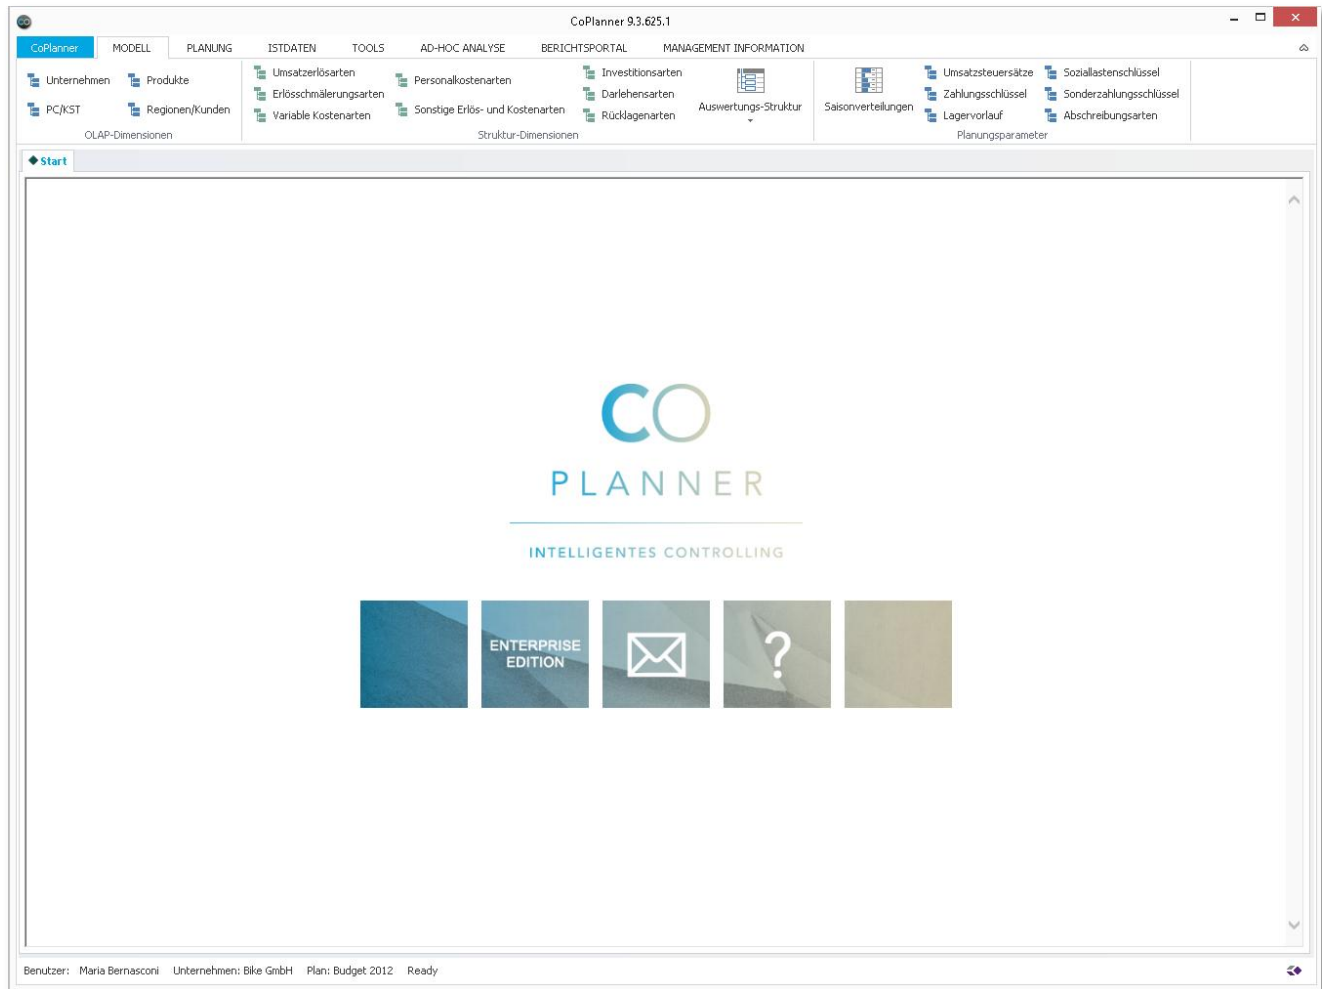 CoPlanner 9.3.625.1
CoPlanner MODELL PLANUNG ISTDATEN TOOLS AD-HOC ANALYSE BERICHTSPORTAL MANAGEMENT INFORMATION
Unternehmen Produkte
PC/KST Regionen/Kunden
OLAP-Dimensionen
Umsatzerlösarten
Erlösschmälerungsarten
Variable Kostenarten
Personalkostenarten
Sonstige Erlös- und Kostenarten
Investitionsarten
Darlehensarten
Rücklagenarten
Auswertungs-Struktur
Struktur-Dimensionen
Saisonverteilungen
Umsatzsteuersätze
Zahlungsschlüssel
Lagervorlauf
Soziallastenschlüssel
Sonderzahlungsschlüssel
Abschreibungsarten
Planungsparameter
Start
CO
PLANNER
INTELLIGENTES CONTROLLING
ENTERPRISE
EDITION
?
Benutzer: Maria Bernasconi Unternehmen: Bike GmbH Plan: Budget 2012 Ready